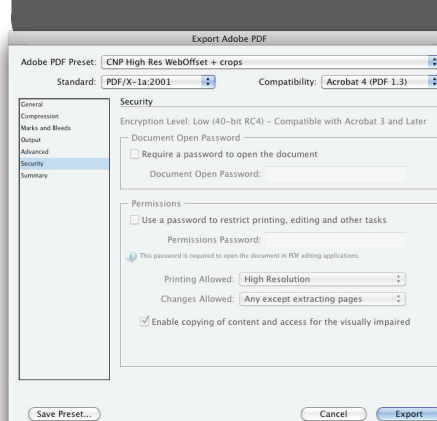 Export Adobe PDF
Adobe PDF Preset: CNP High Res WebOffset + crops
Standard: PDF/X-1a:2001 Compatibility: Acrobat 4 (PDF 1.3)
General
Compression
Marks and Bleeds
Output
Advanced
Security
Summary
Security
Encryption Level: Low (40-bit RC4) – Compatible with Acrobat 3 and Later
Document Open Password
Require a password to open the document
Document Open Password:
Permissions
Use a password to restrict printing, editing and other tasks
Permissions Password:
This password is required to open the document in PDF editing applications.
Printing Allowed: High Resolution
Changes Allowed: Any except extracting pages
Enable copying of content and access for the visually impaired
Save Preset... Cancel Export